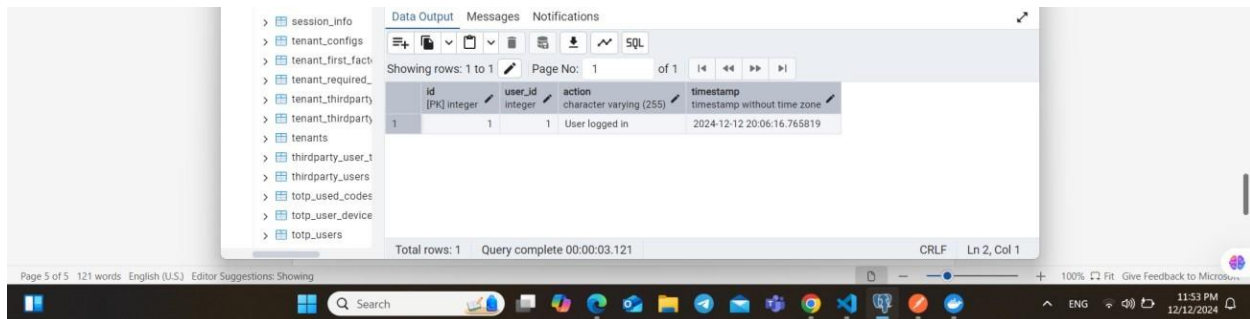 session_info
tenant_configs
tenant_first_fact
tenant_required_
tenant_thirdparty
tenant_thirdparty
tenants
thirdparty_user_t
thirdparty_users
totp_used_codes
totp_user_device
totp_users
Data Output Messages Notifications
SQL
Showing rows: 1 to 1 Page No: 1 of 1
id user_id action timestamp
[PK] integer integer character varying (255) timestamp without time zone
1 1 1 User logged in 2024-12-12 20:06:16.765819
Total rows: 1 Query complete 00:00:03.121 CRLF Ln 2, Col 1
Page 5 of 5 121 words English (U.S.) Editor Suggestions: Showing 100% Fit Give Feedback to Microsoft
Search ENG 11:53 PM
12/12/2024